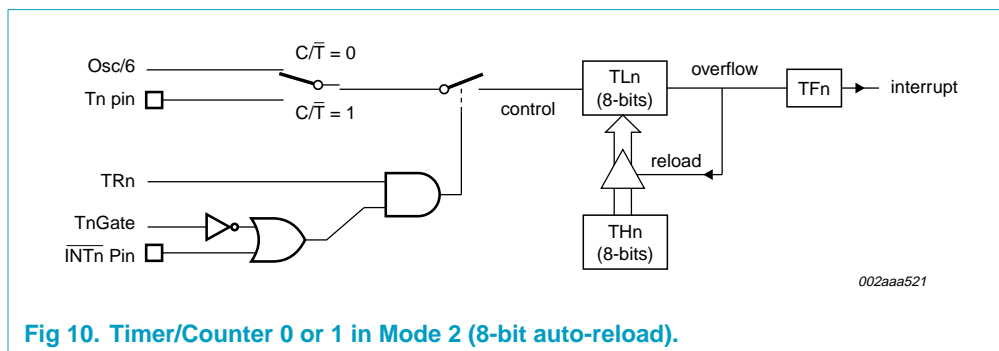 Osc/6
C/T̅ = 0
Tn pin
C/T̅ = 1
control
TLn
(8-bits)
overflow
TFn
interrupt
reload
TRn
TnGate
I̅N̅T̅n̅ Pin
THn
(8-bits)
002aaa521
Fig 10. Timer/Counter 0 or 1 in Mode 2 (8-bit auto-reload).